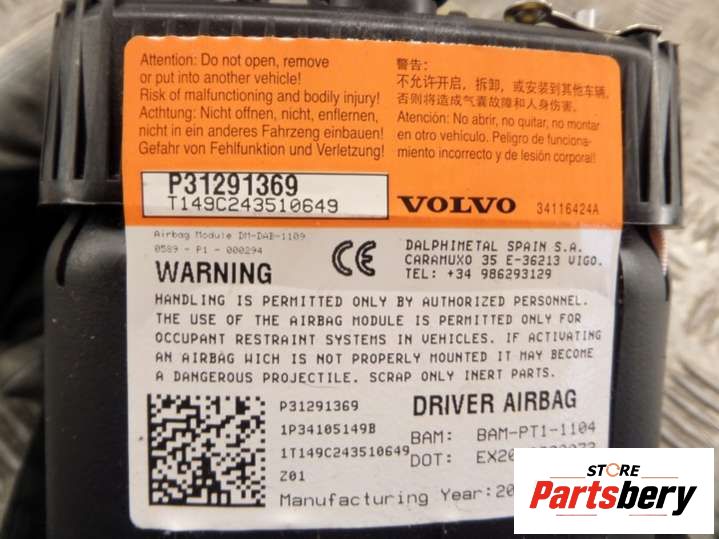 Attention: Do not open, remove
or put into another vehicle!
Risk of malfunctioning and bodily injury!
Achtung: Nicht offnen, nicht, enflernen,
nicht in ein anderes Fahrzeng einbauen!
Gefahr von Fehlfunktion und Verletzung!
警告:
不允许开启，拆卸，或安装到其他车辆,
否则将造成气囊故障和人身伤害.
Atención: No abrir, no quitar, no montar
en otro vehículo. Peligro de funciona-
miento incorrecto y de lesión corporal!
P31291369
T149C243510649
VOLVO
34116424A
Airbag Module DM-DAB-1109
0589 - P1 - 000294
CE
DALPHIMETAL SPAIN S.A.
CARAMUXO 35 E-36213 VIGO.
TEL: +34 986293129
WARNING
HANDLING IS PERMITTED ONLY BY AUTHORIZED PERSONNEL.
THE USE OF THE AIRBAG MODULE IS PERMITTED ONLY FOR
OCCUPANT RESTRAINT SYSTEMS IN VEHICLES. IF ACTIVATING
AN AIRBAG WICH IS NOT PROPERLY MOUNTED IT MAY BECOME
A DANGEROUS PROJECTILE. SCRAP ONLY INERT PARTS.
P31291369
1P34105149B
1T149C243510649
Z01
DRIVER AIRBAG
BAM: BAM-PT1-1104
DOT:
Manufacturing Year:
STORE
Partsbery